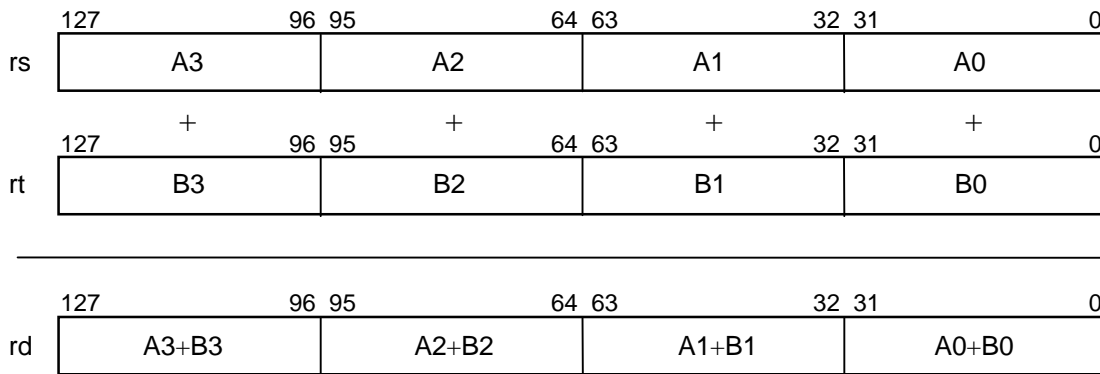 127 96 95 64 63 32 31 0
rs A3 A2 A1 A0
+ + + +
127 96 95 64 63 32 31 0
rt B3 B2 B1 B0
127 96 95 64 63 32 31 0
rd A3+B3 A2+B2 A1+B1 A0+B0